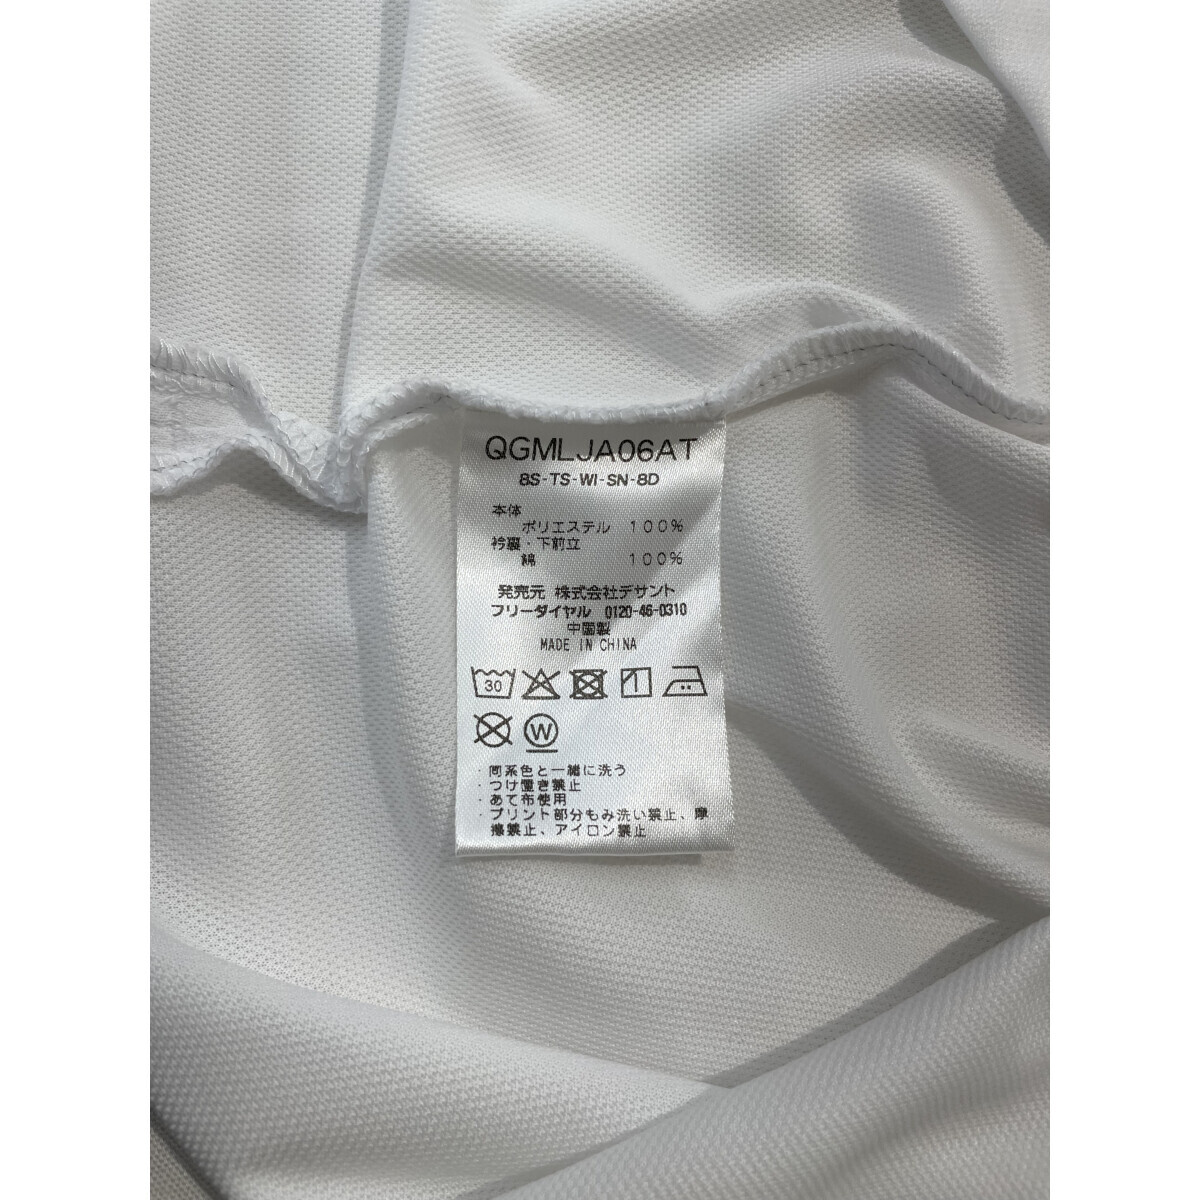 QGMLJA06AT
8S-TS-WI-SN-8D
本体
ポリエステル 100%
衿裏・下前立
綿 100%
発売元 株式会社デサント
フリーダイヤル 0120-46-0310
中国製
MADE IN CHINA
30
W
・同系色と一緒に洗う
・つけ置き禁止
・あて布使用
・プリント部分もみ洗い禁止、摩
擦禁止、アイロン禁止